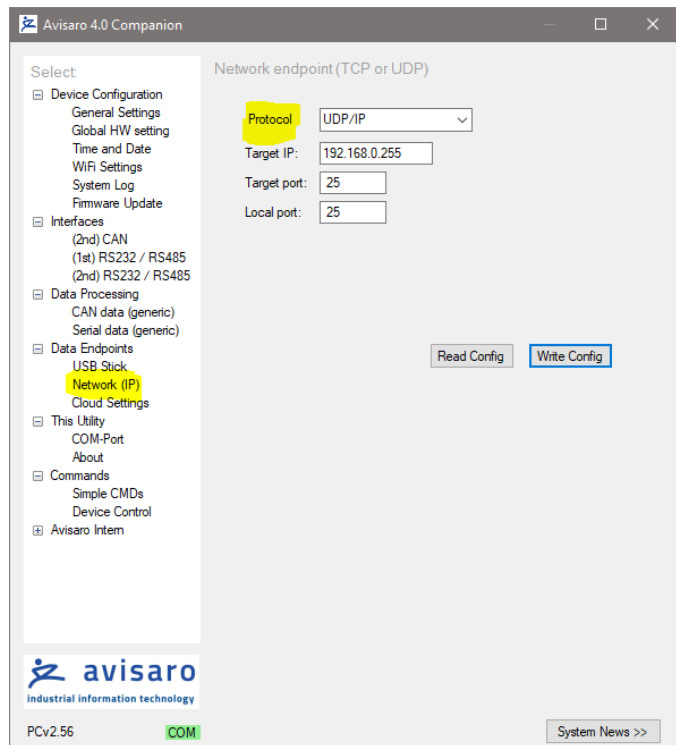 Avisaro 4.0 Companion
Select:
Device Configuration
General Settings
Global HW setting
Time and Date
WiFi Settings
System Log
Firmware Update
Interfaces
(2nd) CAN
(1st) RS232 / RS485
(2nd) RS232 / RS485
Data Processing
CAN data (generic)
Serial data (generic)
Data Endpoints
USB Stick
Network (IP)
Cloud Settings
This Utility
COM-Port
About
Commands
Simple CMDs
Device Control
Avisaro Intern
Network endpoint (TCP or UDP)
Protocol UDP/IP
Target IP: 192.168.0.255
Target port: 25
Local port: 25
Read Config Write Config
avisaro
industrial information technology
PCv2.56 COM System News >>